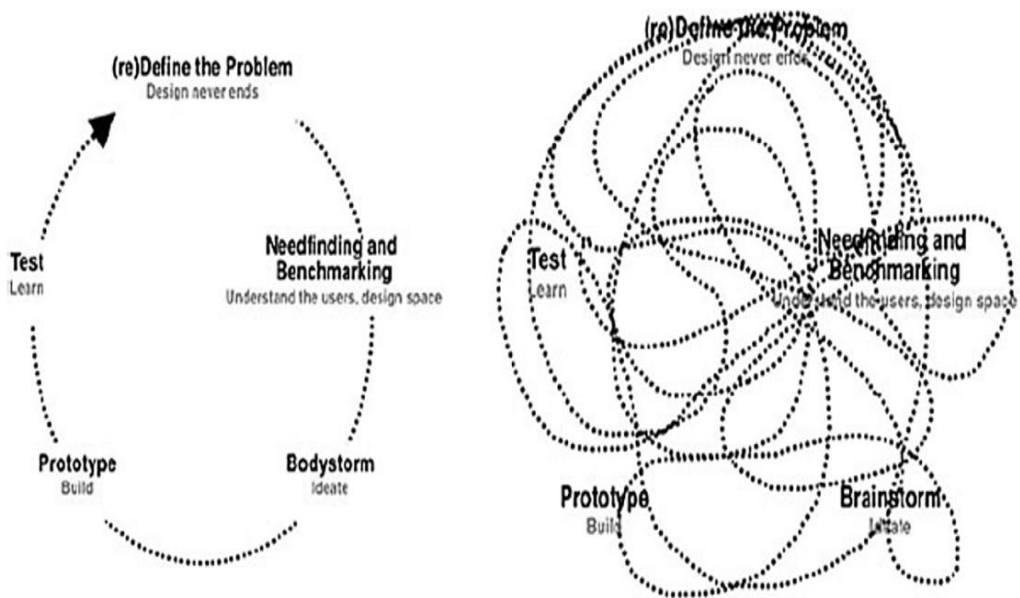 (re)Define the Problem
Design never ends
Needfinding and
Benchmarking
Understand the users, design space
Bodystorm
Ideate
Prototype
Build
Test
Learn
(re)Define the Problem
Design never ends
Needfinding and
Benchmarking
Understand the users, design space
Brainstorm
Ideate
Prototype
Build
Test
Learn